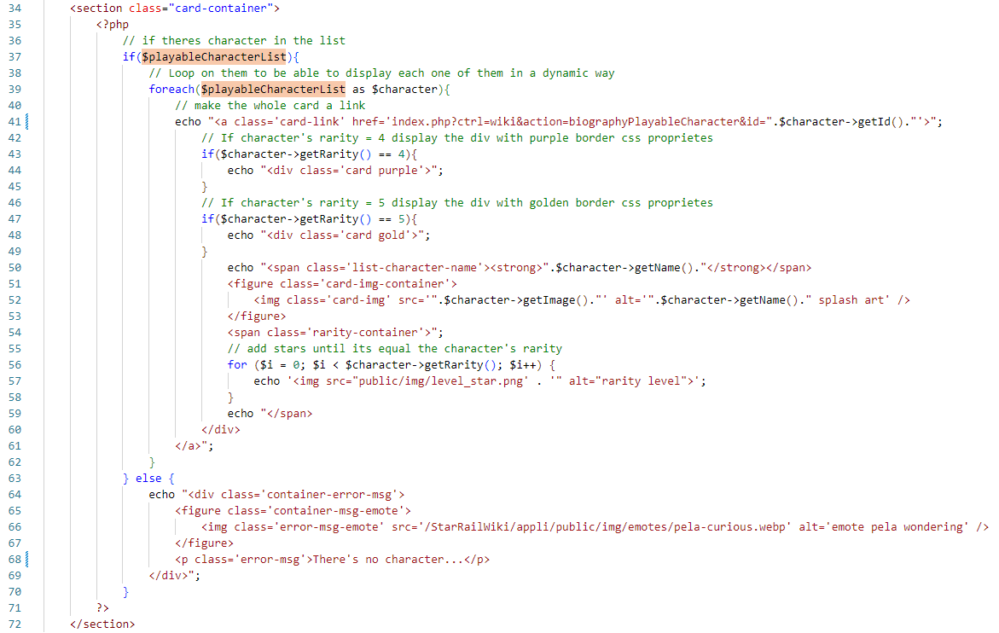 34 <section class="card-container">
35 <?php
36 // if theres character in the list
37 if($playableCharacterList){
38 // Loop on them to be able to display each one of them in a dynamic way
39 foreach($playableCharacterList as $character){
40 // make the whole card a link
41 echo "<a class='card-link' href='index.php?ctrl=wiki&action=biographyPlayableCharacter&id=".$character->getId()."'>";
42 // If character's rarity = 4 display the div with purple border css proprietes
43 if($character->getRarity() == 4){
44 echo "<div class='card purple'>";
45 }
46 // If character's rarity = 5 display the div with golden border css proprietes
47 if($character->getRarity() == 5){
48 echo "<div class='card gold'>";
49 }
50 echo "<span class='list-character-name'><strong>".$character->getName()."</strong></span>
51 <figure class='card-img-container'>
52 <img class='card-img' src='".$character->getImage()."' alt='".$character->getName()." splash art' />
53 </figure>
54 <span class='rarity-container'>";
55 // add stars until its equal the character's rarity
56 for ($i = 0; $i < $character->getRarity(); $i++) {
57 echo '<img src="public/img/level_star.png' . '" alt="rarity level">';
58 }
59 echo "</span>
60 </div>
61 </a>";
62 }
63 } else {
64 echo "<div class='container-error-msg'>
65 <figure class='container-msg-emote'>
66 <img class='error-msg-emote' src='/StarRailWiki/appli/public/img/emotes/pela-curious.webp' alt='emote pela wondering' />
67 </figure>
68 <p class='error-msg'>There's no character...</p>
69 </div>";
70 }
71 ?>
72 </section>